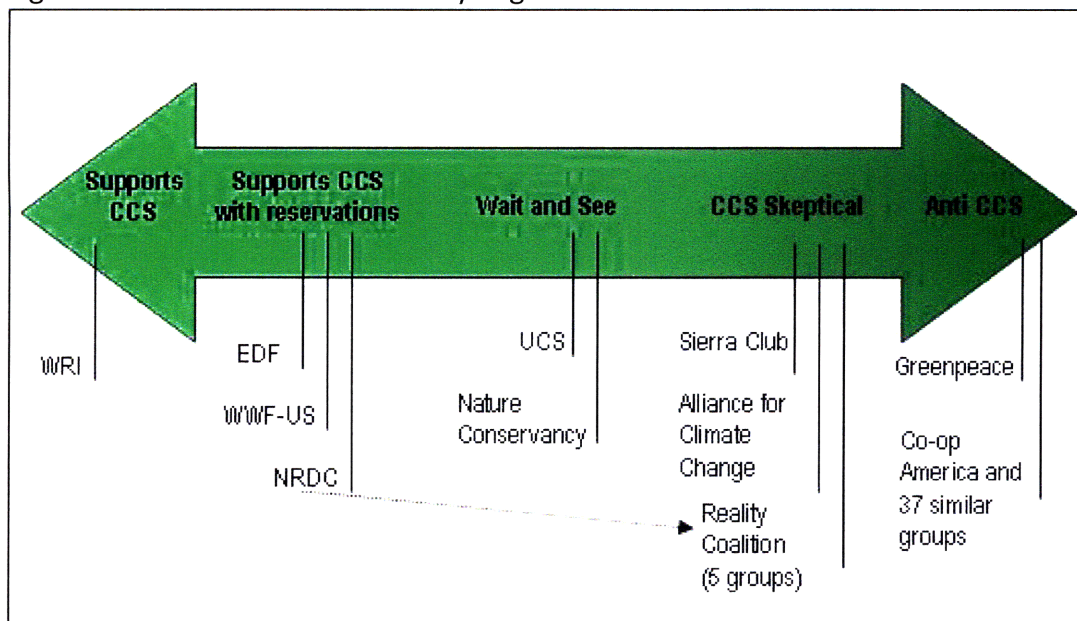 Supports
CCS
Supports CCS
with reservations
Wait and See
CCS Skeptical
Anti CCS
WRI
EDF
WWF-US
NRDC
UCS
Nature
Conservancy
Sierra Club
Alliance for
Climate
Change
Reality
Coalition
(5 groups)
Greenpeace
Co-op
America and
37 similar
groups